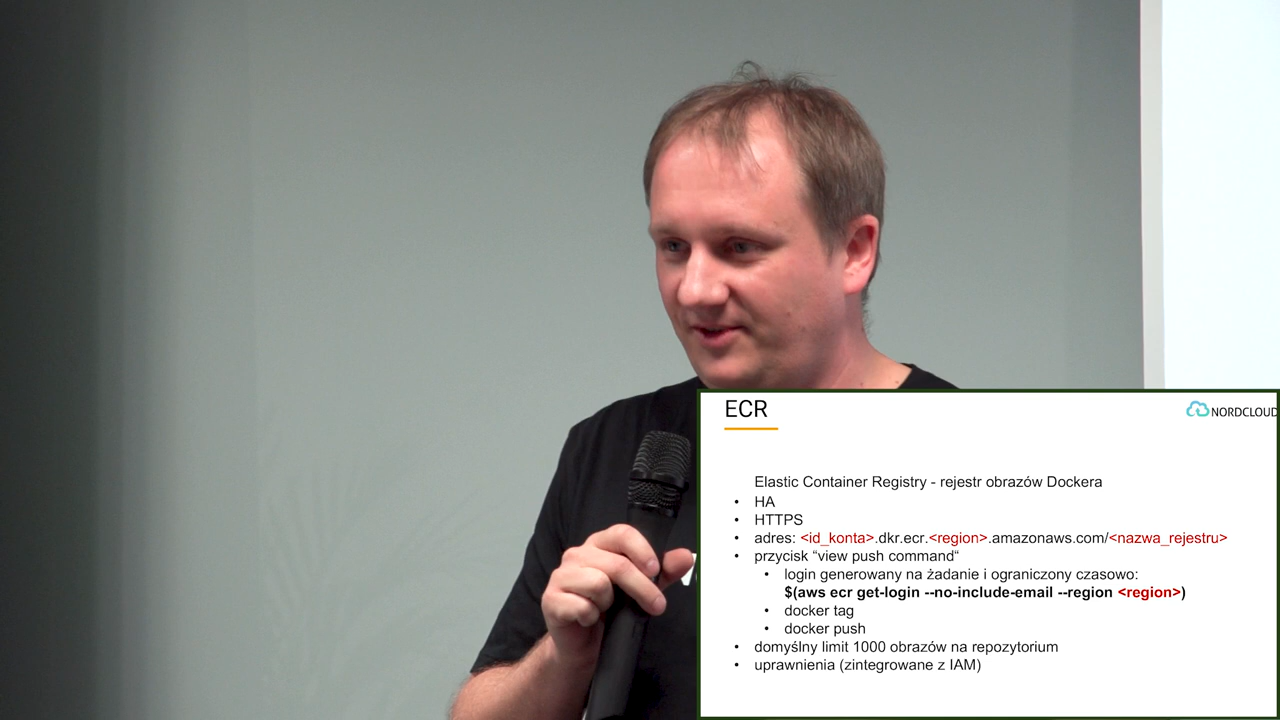 ECR
NORDCLOUD
Elastic Container Registry - rejestr obrazów Dockera
• HA
• HTTPS
• adres: <id_konta>.dkr.ecr.<region>.amazonaws.com/<nazwa_rejestru>
• przycisk “view push command“
• login generowany na żadanie i ograniczony czasowo:
$(aws ecr get-login --no-include-email --region <region>)
• docker tag
• docker push
• domyślny limit 1000 obrazów na repozytorium
• uprawnienia (zintegrowane z IAM)